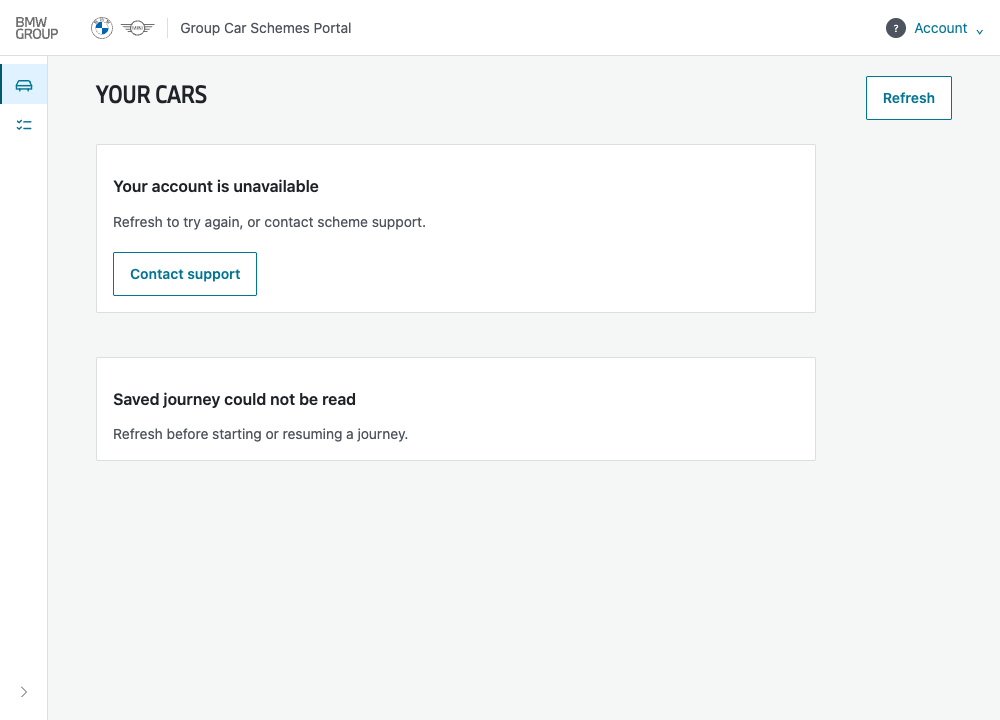 BMW
GROUP
Group Car Schemes Portal
? Account
YOUR CARS
Refresh
Your account is unavailable
Refresh to try again, or contact scheme support.
Contact support
Saved journey could not be read
Refresh before starting or resuming a journey.